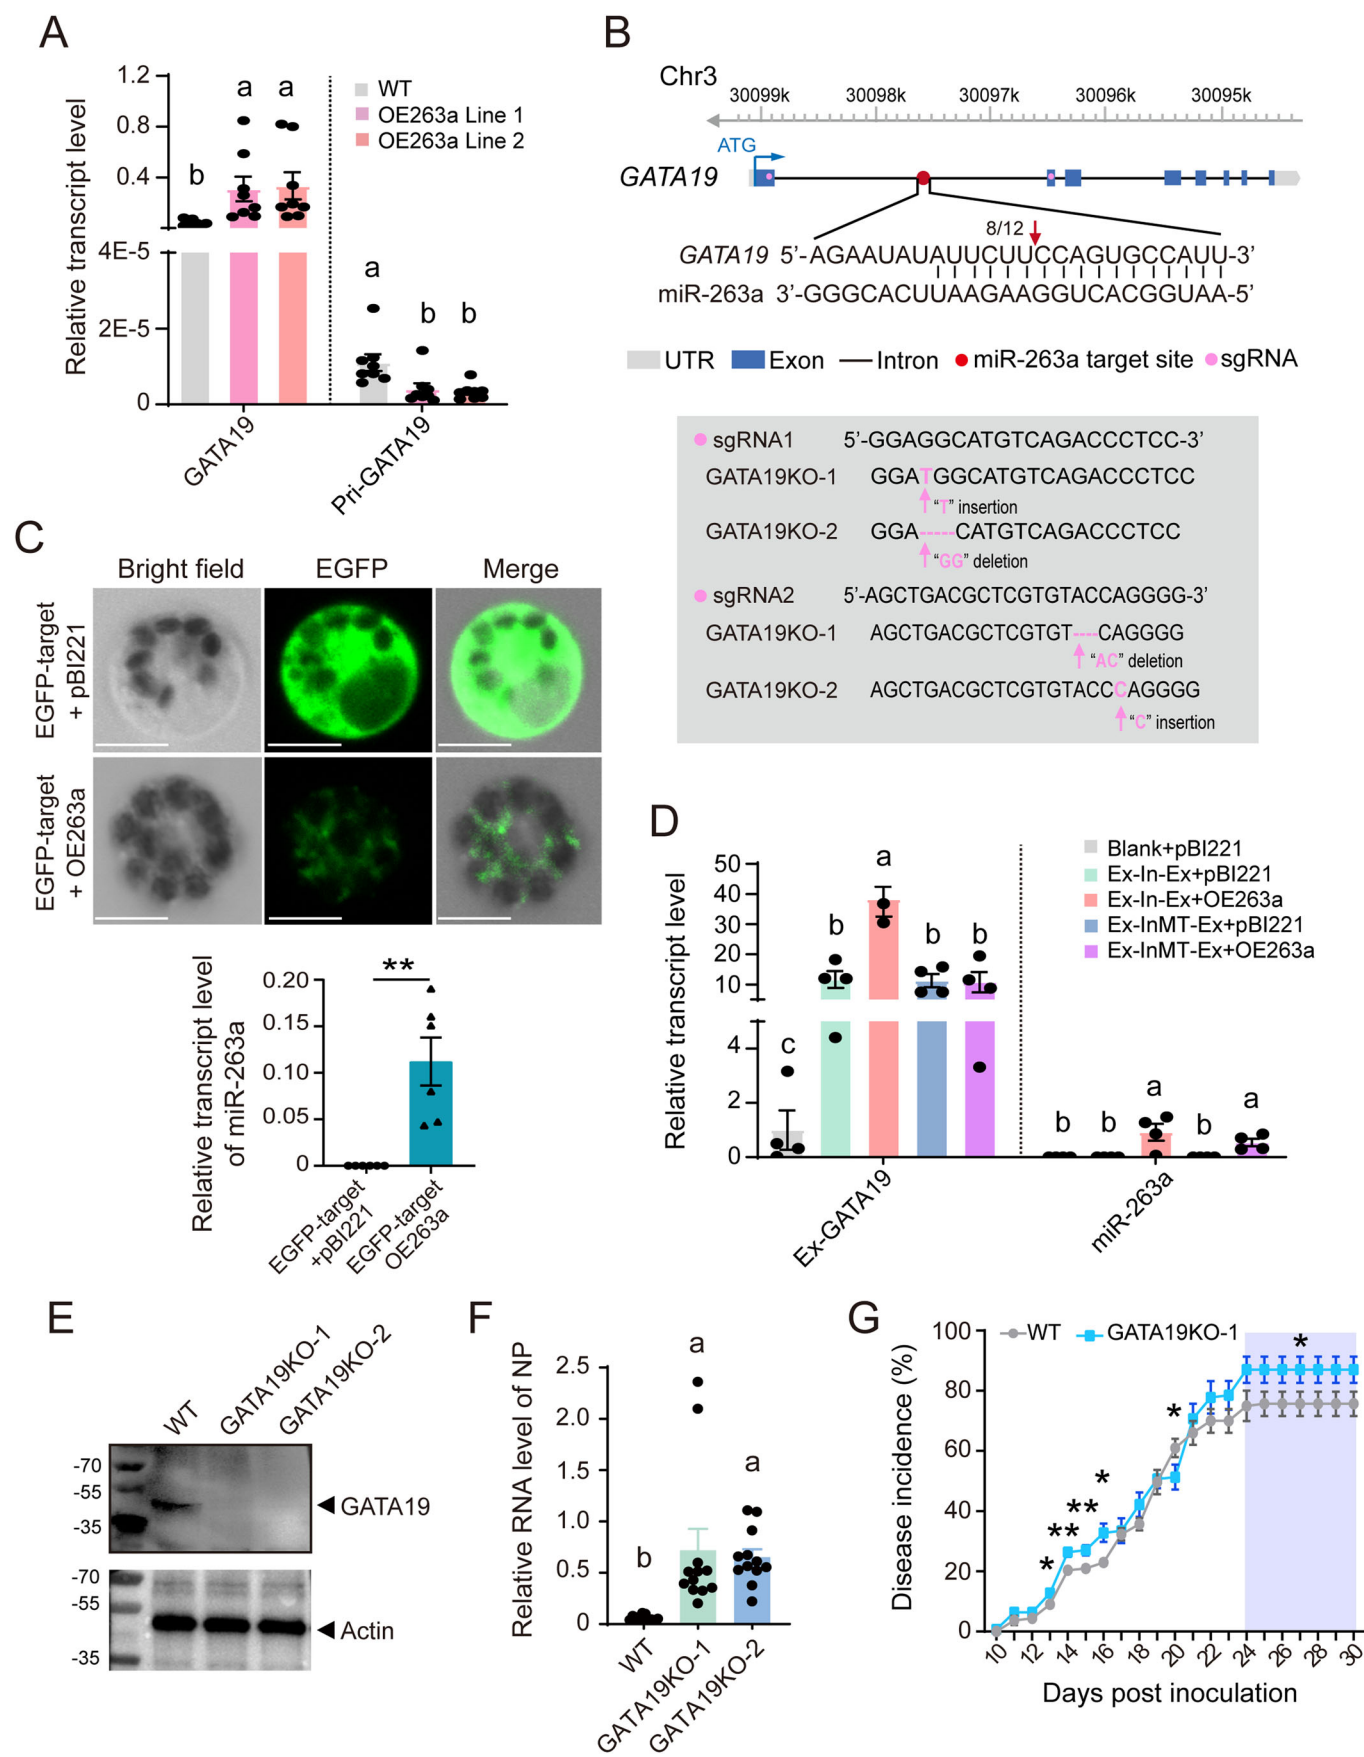 A
Relative transcript level
1.2
0.8
0.4
4E-5
2E-5
0
b
a
a
a
b
b
WT
OE263a Line 1
OE263a Line 2
GATA19
Pri-GATA19
B
Chr3
30099k
30098k
30097k
30096k
30095k
ATG
GATA19
8/12
GATA19 5'-AGAAUAUAUUCUUCCAGUGCCAUU-3'
miR-263a 3'-GGGCACUUAAGAAGGUCACGGUAA-5'
UTR Exon Intron miR-263a target site sgRNA
sgRNA1 5'-GGAGGCATGTCAGACCCTCC-3'
GATA19KO-1 GGATGGCATGTCAGACCCTCC
"T" insertion
GATA19KO-2 GGA-----CATGTCAGACCCTCC
"GG" deletion
sgRNA2 5'-AGCTGACGCTCGTGTACCAGGGG-3'
GATA19KO-1 AGCTGACGCTCGTGT----CAGGGG
"AC" deletion
GATA19KO-2 AGCTGACGCTCGTGTACCCAGGGG
"C" insertion
C
Bright field
EGFP
Merge
EGFP-target
+ pBI221
EGFP-target
+ OE263a
Relative transcript level
of miR-263a
0.20
0.15
0.10
0.05
0
**
EGFP-target
+pBI221
EGFP-target
OE263a
D
Relative transcript level
50
40
30
20
10
4
2
0
c
b
a
b
b
b
b
a
b
a
Blank+pBI221
Ex-In-Ex+pBI221
Ex-In-Ex+OE263a
Ex-InMT-Ex+pBI221
Ex-InMT-Ex+OE263a
Ex-GATA19
miR-263a
E
WT
GATA19KO-1
GATA19KO-2
-70
-55
-35
GATA19
-70
-55
-35
Actin
F
Relative RNA level of NP
2.5
2.0
1.5
1.0
0.5
0
b
a
a
WT
GATA19KO-1
GATA19KO-2
G
Disease incidence (%)
100
80
60
40
20
0
WT
GATA19KO-1
*
**
**
*
*
*
10
12
14
16
18
20
22
24
26
28
30
Days post inoculation